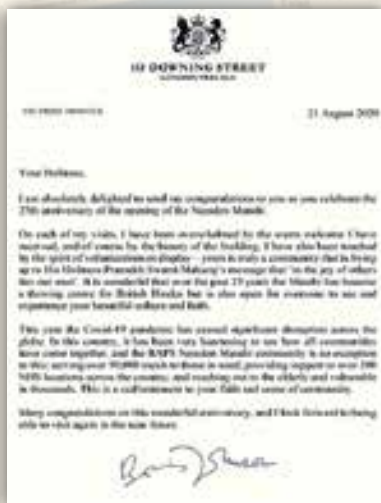 10 DOWNING STREET
LONDON SW1A 2AA
THE PRIME MINISTER
21 August 2020
Your Holiness,
I am absolutely delighted to send my congratulations to you as you celebrate the
25th anniversary of the opening of the Neasden Mandir.
On each of my visits, I have been overwhelmed by the warm welcome I have
received, and of course by the beauty of the building. I have also been touched
by the spirit of volunteerism on display – yours is truly a community that is living
up to His Holiness Pramukh Swami Maharaj's message that 'in the joy of others
lies our own'. It is wonderful that over the past 25 years the Mandir has become
a thriving centre for British Hindus but is also open for everyone to see and
experience your beautiful culture and faith.
This year the Covid-19 pandemic has caused significant disruption across the
globe. In this country, it has been very heartening to see how all communities
have come together, and the BAPS Neasden Mandir community is no exception
to this: serving over 90,000 meals to those in need, providing support to over 200
NHS locations across the country, and reaching out to the elderly and vulnerable
in thousands. This is a testament to your faith and sense of community.
Many congratulations on this wonderful anniversary, and I look forward to being
able to visit again in the near future.
Boris Johnson